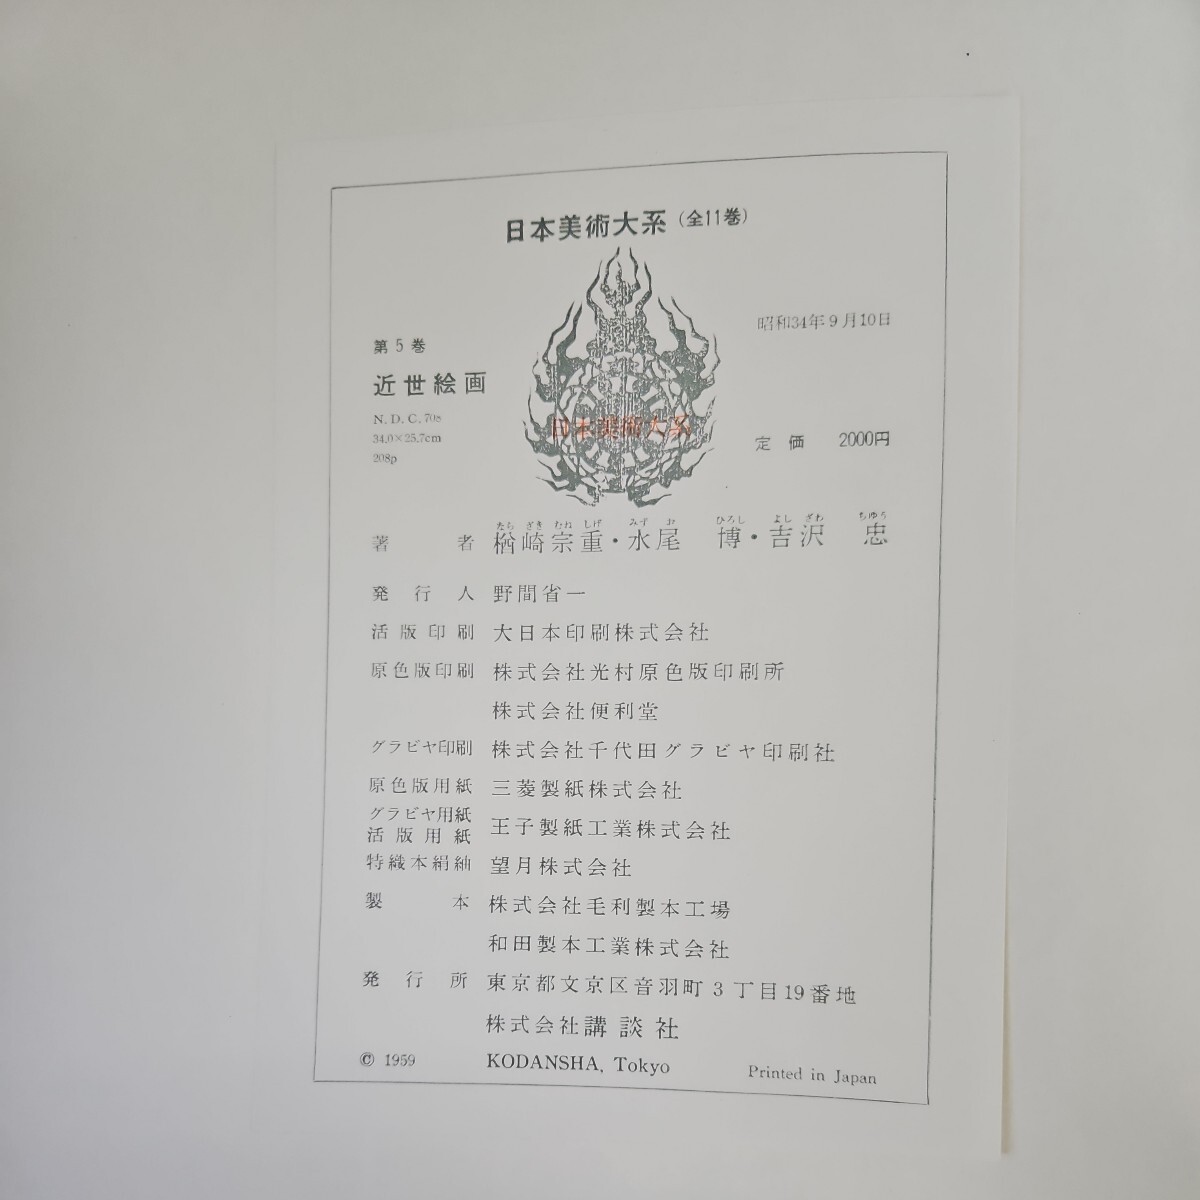 日本美術大系（全11巻）
昭和34年9月10日
第5巻
近世絵画
N.D.C.708
34.0×25.7cm
208p
日本美術大系
定価 2000円
なら ざき むね しげ みず お ひろし よし ざわ ちゅう
著者 楢崎宗重・水尾 博・吉沢 忠
発行人 野間省一
活版印刷 大日本印刷株式会社
原色版印刷 株式会社光村原色版印刷所
株式会社便利堂
グラビヤ印刷 株式会社千代田グラビヤ印刷社
原色版用紙 三菱製紙株式会社
グラビヤ用紙
活版用紙 王子製紙工業株式会社
特織本絹紬 望月株式会社
製本 株式会社毛利製本工場
和田製本工業株式会社
発行所 東京都文京区音羽町3丁目19番地
株式会社講談社
© 1959 KODANSHA, Tokyo Printed in Japan